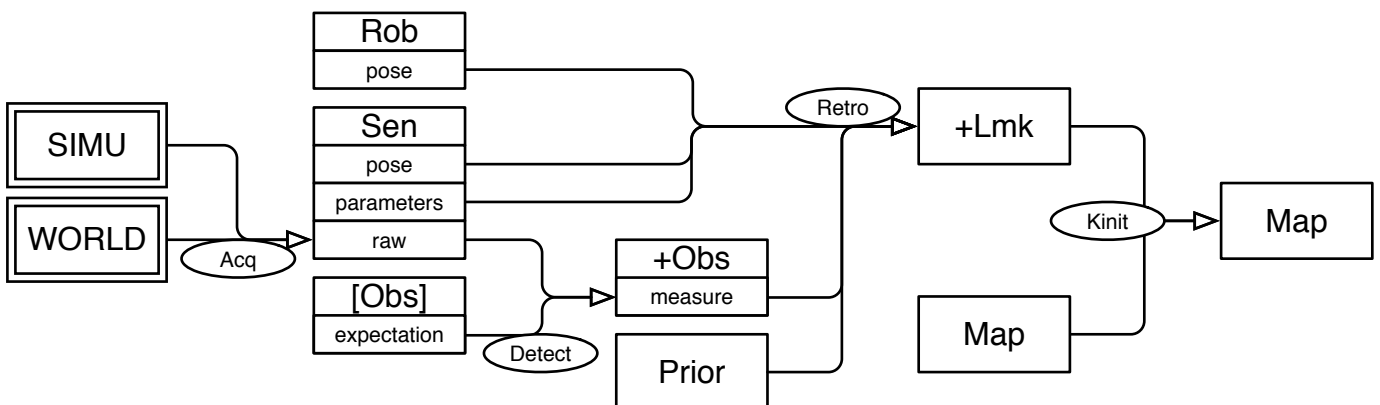 SIMU
WORLD
Acq
Rob
pose
Sen
pose
parameters
raw
[Obs]
expectation
Detect
+Obs
measure
Prior
Retro
+Lmk
Map
Kinit
Map